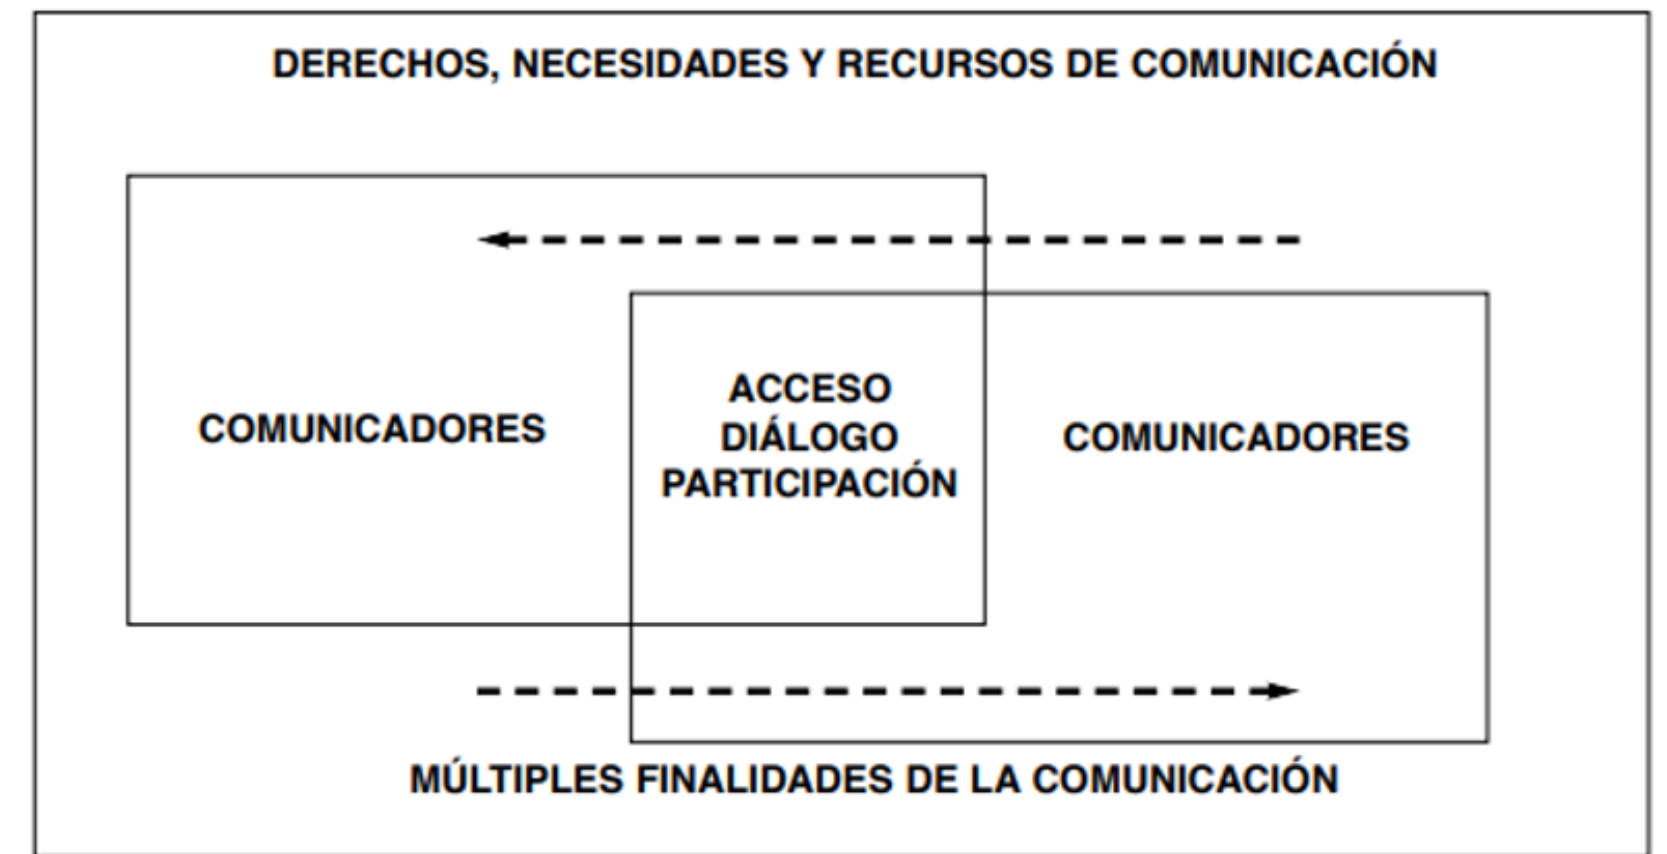 DERECHOS, NECESIDADES Y RECURSOS DE COMUNICACIÓN
COMUNICADORES
ACCESO
DIÁLOGO
PARTICIPACIÓN
COMUNICADORES
MÚLTIPLES FINALIDADES DE LA COMUNICACIÓN